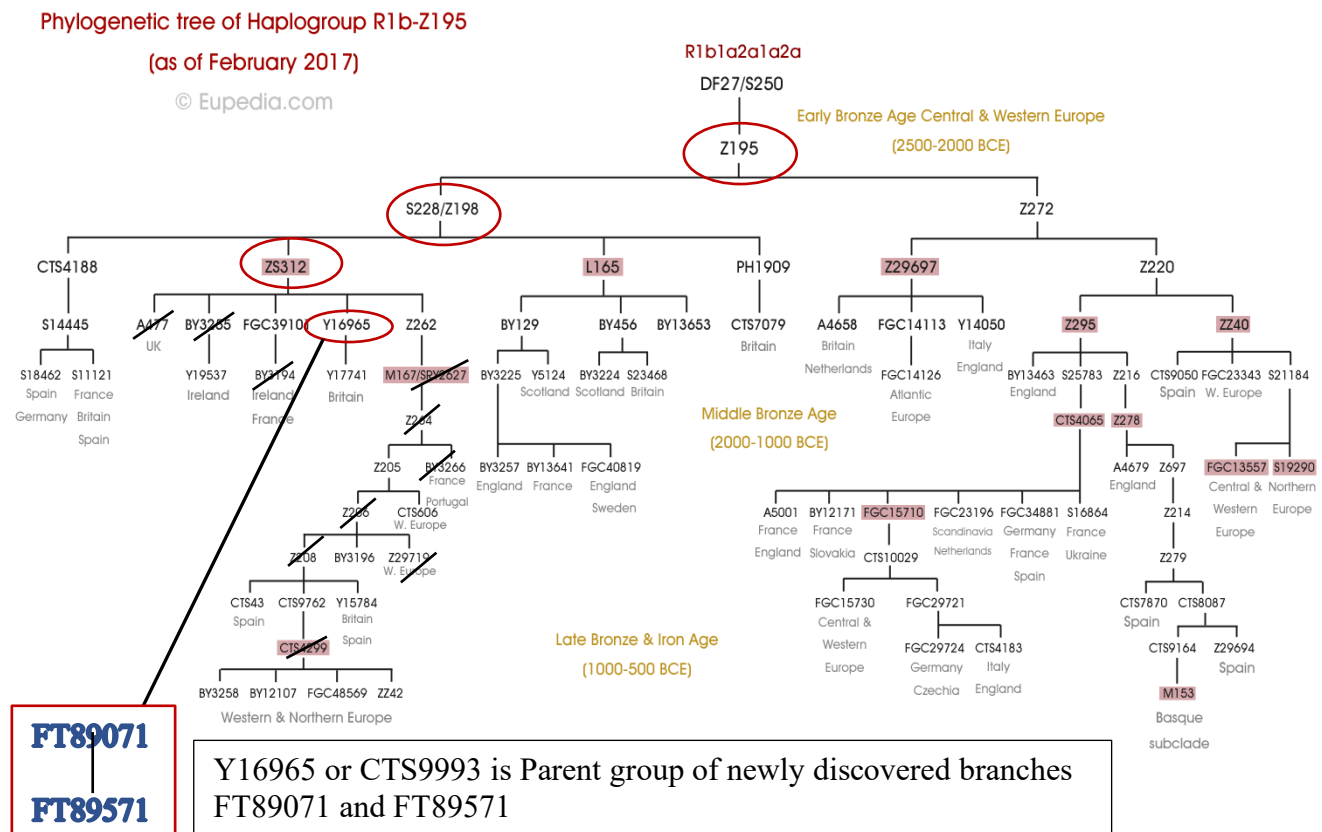 Phylogenetic tree of Haplogroup R1b-Z195
(as of February 2017)
© Eupedia.com
R1b1a2a1a2a
DF27/S250
Early Bronze Age Central & Western Europe
(2500-2000 BCE)
Z195
S228/Z198
Z272
CTS4188
ZS312
L165
PH1909
Z29697
Z220
S14445
A477
UK
BY3285
FGC39101
Y16965
Z262
BY129
BY456
BY13653
CTS7079
Britain
A4658
Britain
Netherlands
FGC14113
Y14050
Italy
England
Z295
ZZ40
S18462
Spain
Germany
S11121
France
Britain
Spain
Y19537
Ireland
BY3194
Ireland
France
Y17741
Britain
M167/SRY2627
BY3225
Y5124
Scotland
BY3224
Scotland
S23468
Britain
FGC14126
Atlantic
Europe
BY13463
England
S25783
Z216
CTS9050
Spain
FGC23343
W. Europe
S21184
Middle Bronze Age
(2000-1000 BCE)
Z264
CTS4065
Z278
Z205
BY3266
France
Portugal
BY3257
England
BY13641
France
FGC40819
England
Sweden
A4679
England
Z697
FGC13557
Central &
Western
Europe
S19290
Northern
Europe
Z206
CTS606
W. Europe
A5001
France
England
BY12171
France
Slovakia
FGC15710
FGC23196
Scandinavia
Netherlands
FGC34881
Germany
France
Spain
S16864
France
Ukraine
Z214
Z208
BY3196
Z29719
W. Europe
CTS10029
Z279
CTS43
Spain
CTS9762
Y15784
Britain
Spain
FGC15730
Central &
Western
Europe
FGC29721
CTS7870
Spain
CTS8087
Late Bronze & Iron Age
(1000-500 BCE)
CTS4299
FGC29724
Germany
Czechia
CTS4183
Italy
England
CTS9164
Z29694
Spain
BY3258
BY12107
FGC48569
ZZ42
Western & Northern Europe
M153
Basque
subclade
FT89071
FT89571
Y16965 or CTS9993 is Parent group of newly discovered branches
FT89071 and FT89571